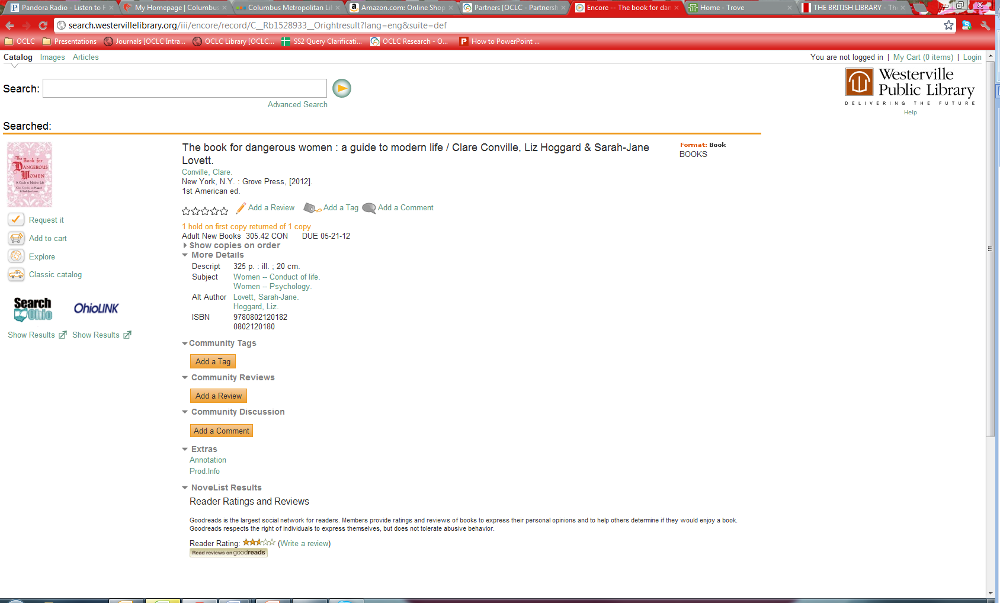 Pandora Radio - Listen to F
My Homepage | Columbus
Columbus Metropolitan Li
Amazon.com: Online Shop
Partners [OCLC - Partnersh
Encore -- The book for dan
Home - Trove
THE BRITISH LIBRARY - The
search.westervillelibrary.org/iii/encore/record/C__Rb1528933__Orightresult?lang=eng&suite=def
OCLC
Presentations
Journals [OCLC Intra...
OCLC Library [OCLC...
SS2 Query Clarificati...
OCLC Research - O...
How to PowerPoint ...
Catalog Images Articles
You are not logged in | My Cart (0 items) | Login
Search:
Advanced Search
Westerville
Public Library
DELIVERING THE FUTURE
Help
Searched:
The Book for
Dangerous
Women
A Guide to Modern Life
Clare Conville, Liz Hoggard
& Sarah-Jane Lovett
Request it
Add to cart
Explore
Classic catalog
Search
Ohio
OhioLINK
Show Results
Show Results
The book for dangerous women : a guide to modern life / Clare Conville, Liz Hoggard & Sarah-Jane
Lovett.
Conville, Clare.
New York, N.Y. : Grove Press, [2012].
1st American ed.
Format: Book
BOOKS
Add a Review Add a Tag Add a Comment
1 hold on first copy returned of 1 copy
Adult New Books 305.42 CON DUE 05-21-12
Show copies on order
More Details
Descript 325 p. : ill. ; 20 cm.
Subject Women -- Conduct of life.
Women -- Psychology.
Alt Author Lovett, Sarah-Jane.
Hoggard, Liz.
ISBN 9780802120182
0802120180
Community Tags
Add a Tag
Community Reviews
Add a Review
Community Discussion
Add a Comment
Extras
Annotation
Prod.Info
NoveList Results
Reader Ratings and Reviews
Goodreads is the largest social network for readers. Members provide ratings and reviews of books to express their personal opinions and to help others determine if they would enjoy a book.
Goodreads respects the right of individuals to express themselves, but does not tolerate abusive behavior.
Reader Rating: (Write a review)
Read reviews on goodreads